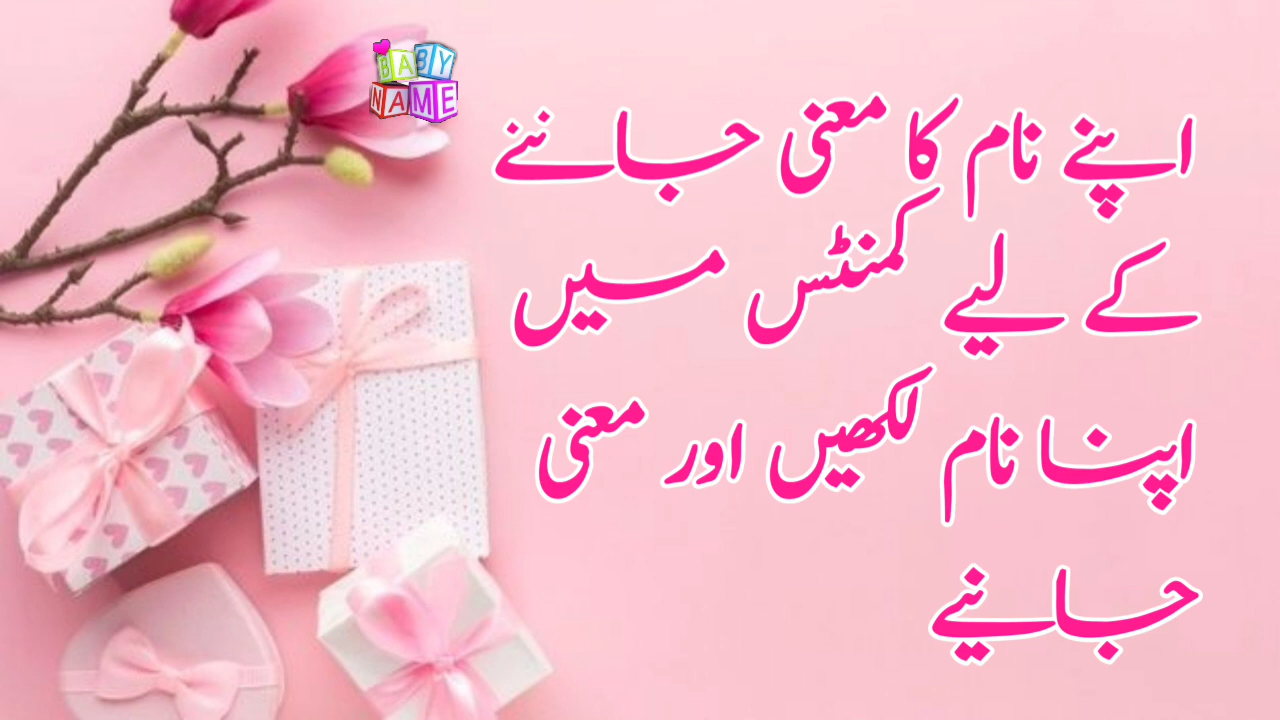 BABY
NAME
اپنے نام کا معنی جاننے
کے لیے کمنٹس میں
اپنا نام لکھیں اور معنی
جانیے